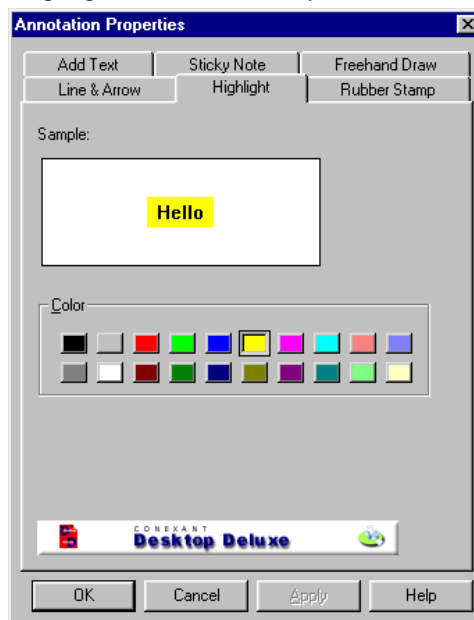 Annotation Properties
Add Text Sticky Note Freehand Draw
Line & Arrow Highlight Rubber Stamp
Sample:
Hello
Color
CONEXANT
Desktop Deluxe
OK Cancel Apply Help